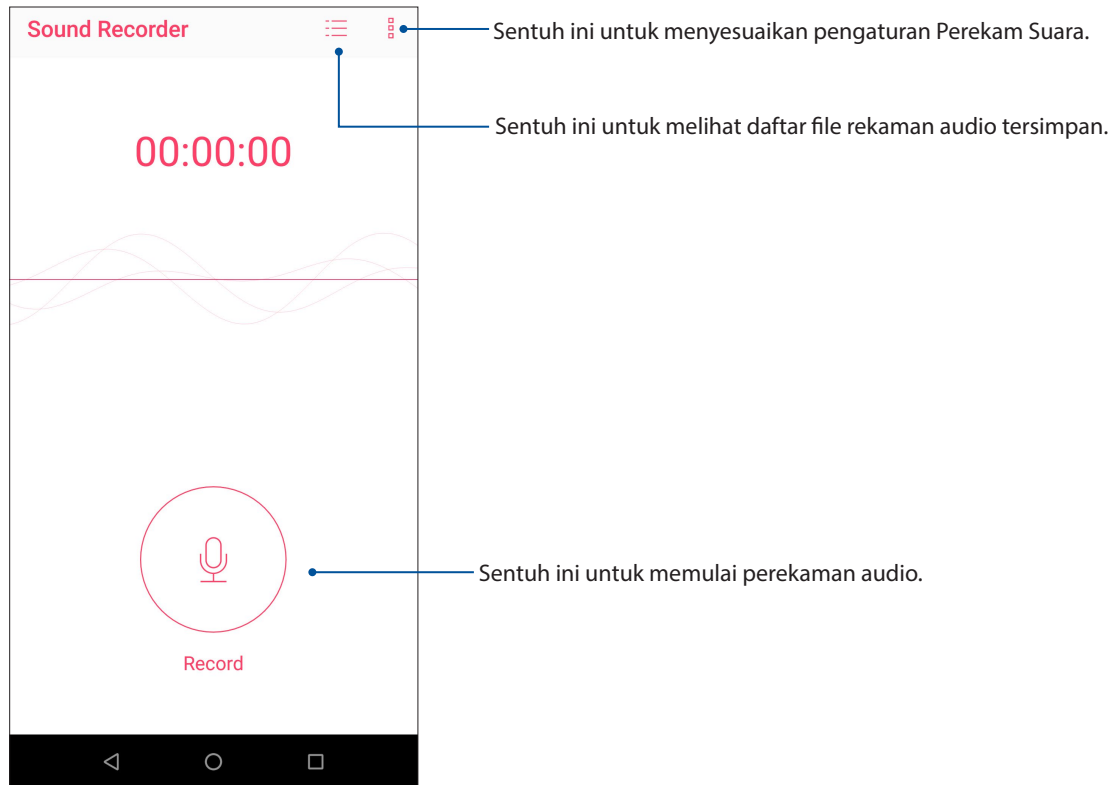 Sound Recorder
Sentuh ini untuk menyesuaikan pengaturan Perekam Suara.
Sentuh ini untuk melihat daftar file rekaman audio tersimpan.
00:00:00
Sentuh ini untuk memulai perekaman audio.
Record